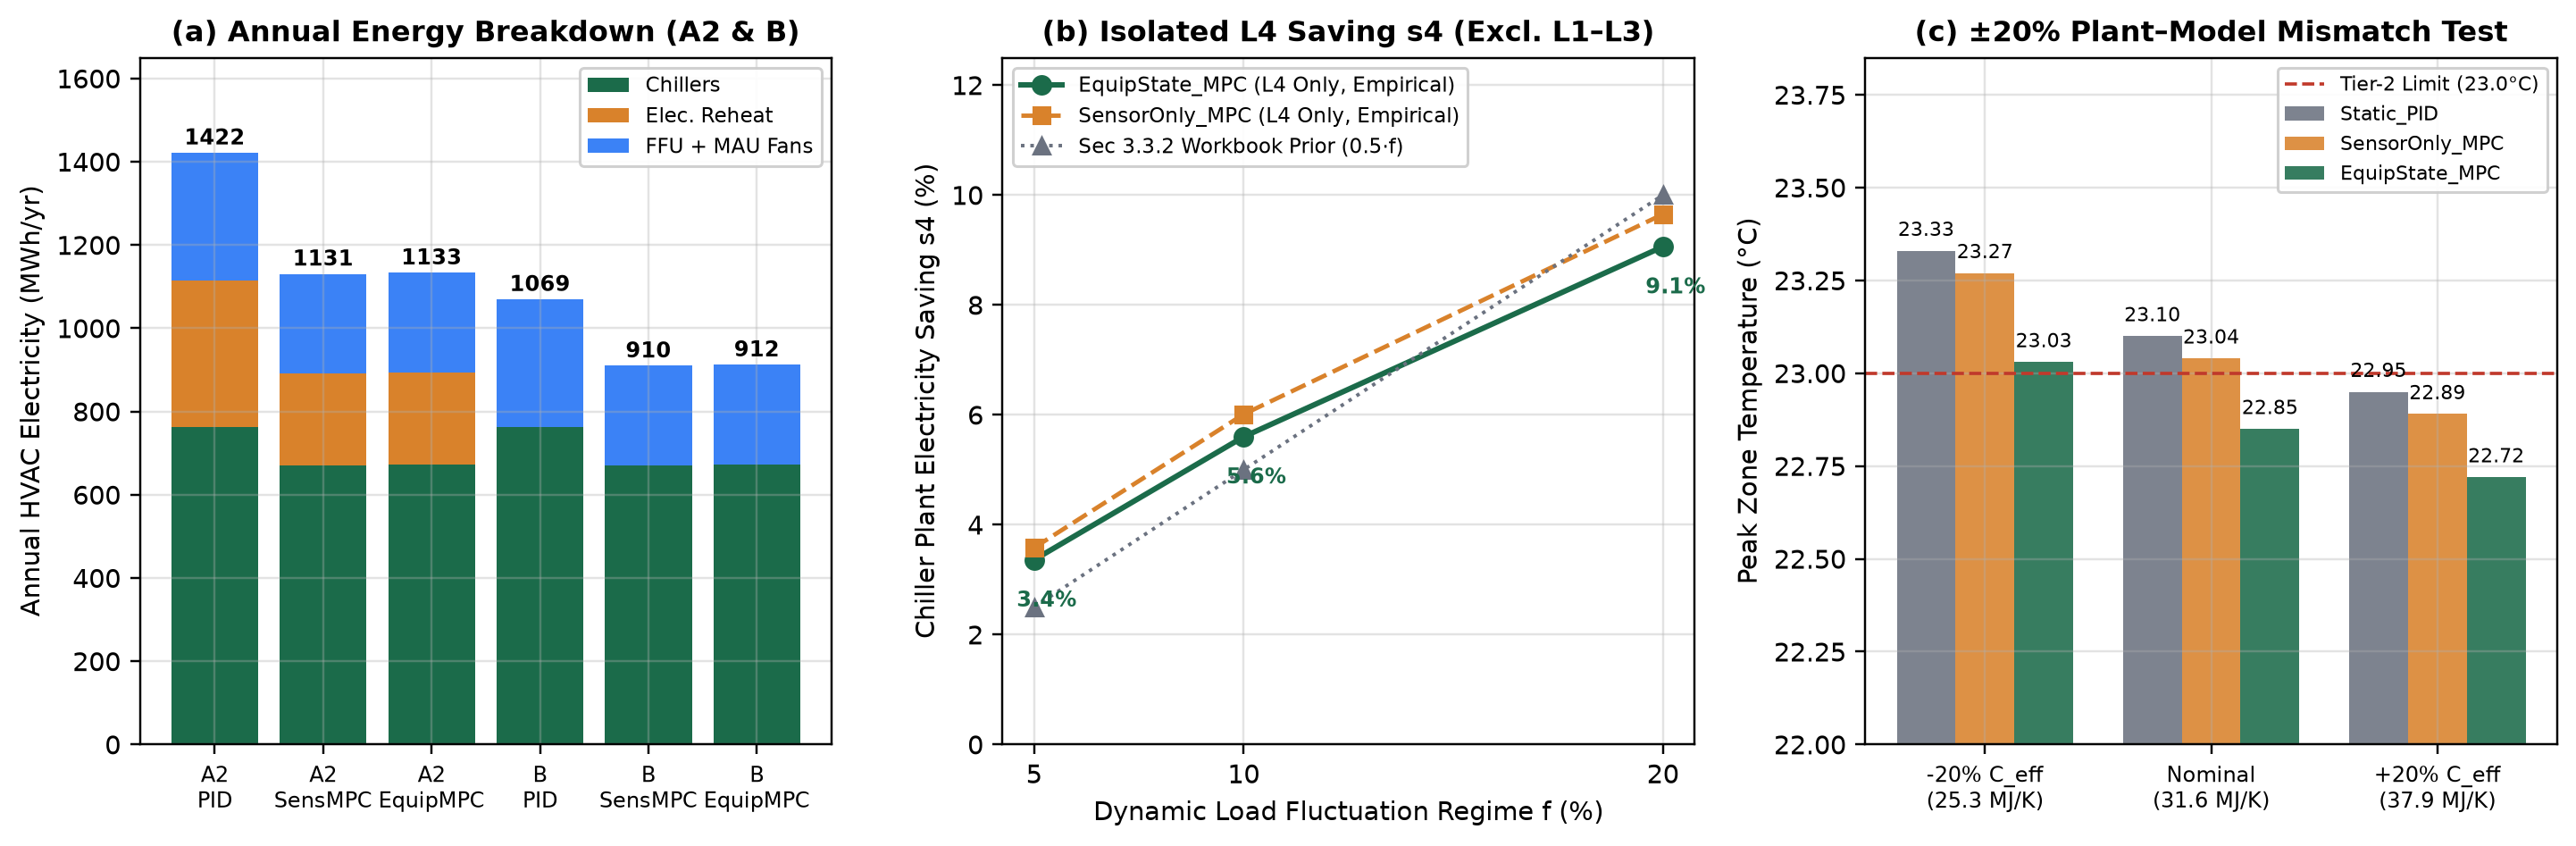 (a) Annual Energy Breakdown (A2 & B)
Annual HVAC Electricity (MWh/yr)
1600
1400
1200
1000
800
600
400
200
0
Chillers
Elec. Reheat
FFU + MAU Fans
1422
1131
1133
1069
910
912
A2
PID
A2
SensMPC
A2
EquipMPC
B
PID
B
SensMPC
B
EquipMPC
(b) Isolated L4 Saving s4 (Excl. L1–L3)
Chiller Plant Electricity Saving s4 (%)
12
10
8
6
4
2
0
EquipState_MPC (L4 Only, Empirical)
SensorOnly_MPC (L4 Only, Empirical)
Sec 3.3.2 Workbook Prior (0.5·f)
3.4%
5.6%
9.1%
5
10
20
Dynamic Load Fluctuation Regime f (%)
(c) ±20% Plant–Model Mismatch Test
Peak Zone Temperature (°C)
23.75
23.50
23.25
23.00
22.75
22.50
22.25
22.00
Tier-2 Limit (23.0°C)
Static_PID
SensorOnly_MPC
EquipState_MPC
23.33
23.27
23.03
23.10
23.04
22.85
22.95
22.89
22.72
-20% C_eff
(25.3 MJ/K)
Nominal
(31.6 MJ/K)
+20% C_eff
(37.9 MJ/K)